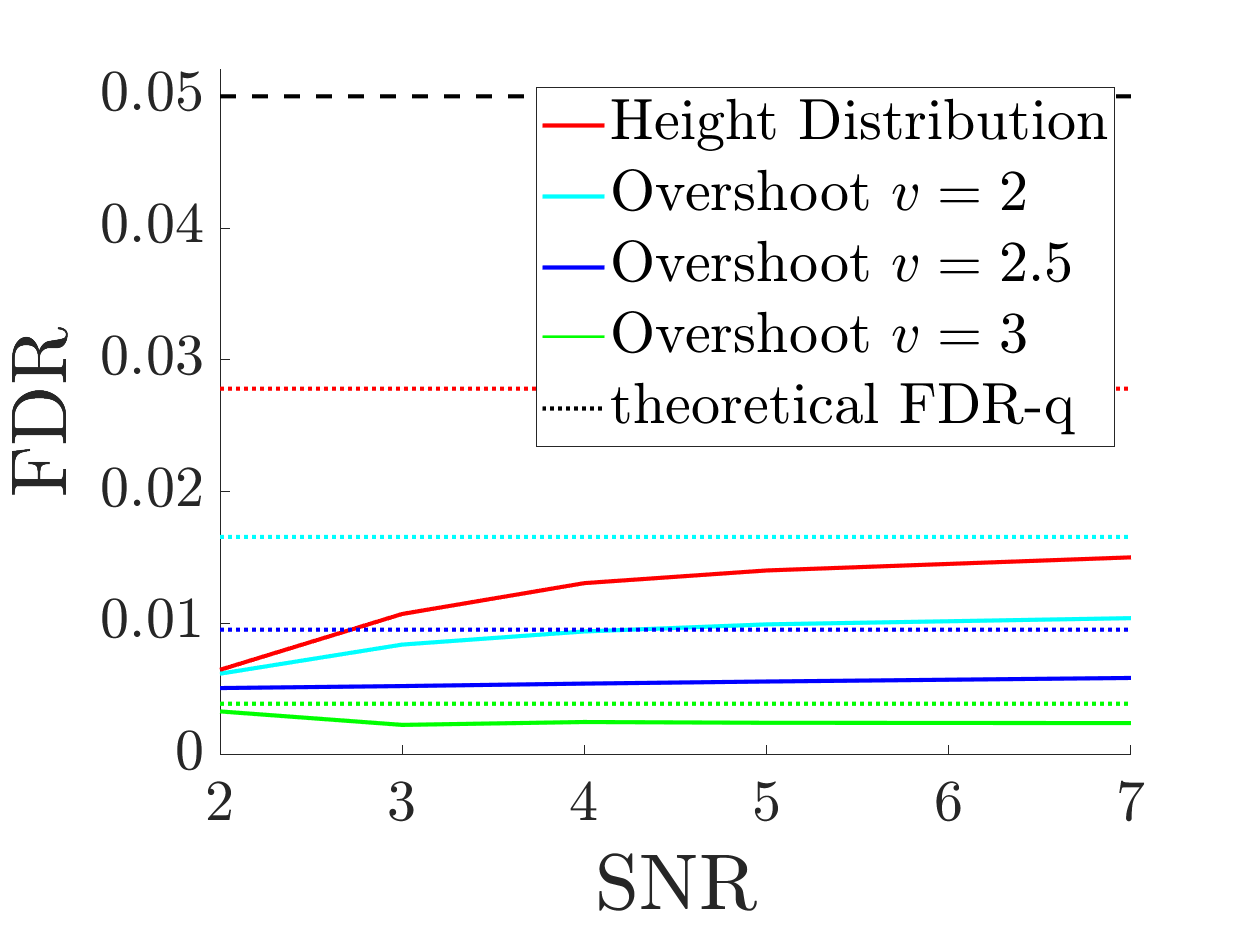 0.05
0.04
0.03
0.02
0.01
0
FDR
Height Distribution
Overshoot v = 2
Overshoot v = 2.5
Overshoot v = 3
theoretical FDR-q
2 3 4 5 6 7
SNR